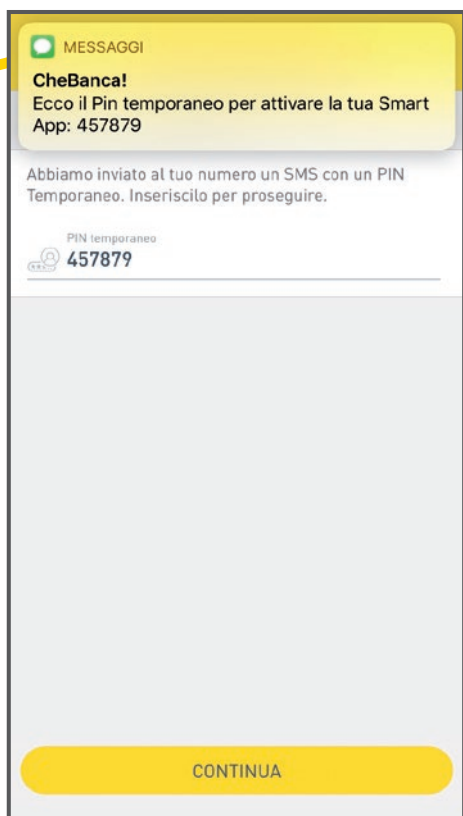 MESSAGGI
CheBanca!
Ecco il Pin temporaneo per attivare la tua Smart
App: 457879
Abbiamo inviato al tuo numero un SMS con un PIN
Temporaneo. Inseriscilo per proseguire.
PIN temporaneo
457879
CONTINUA